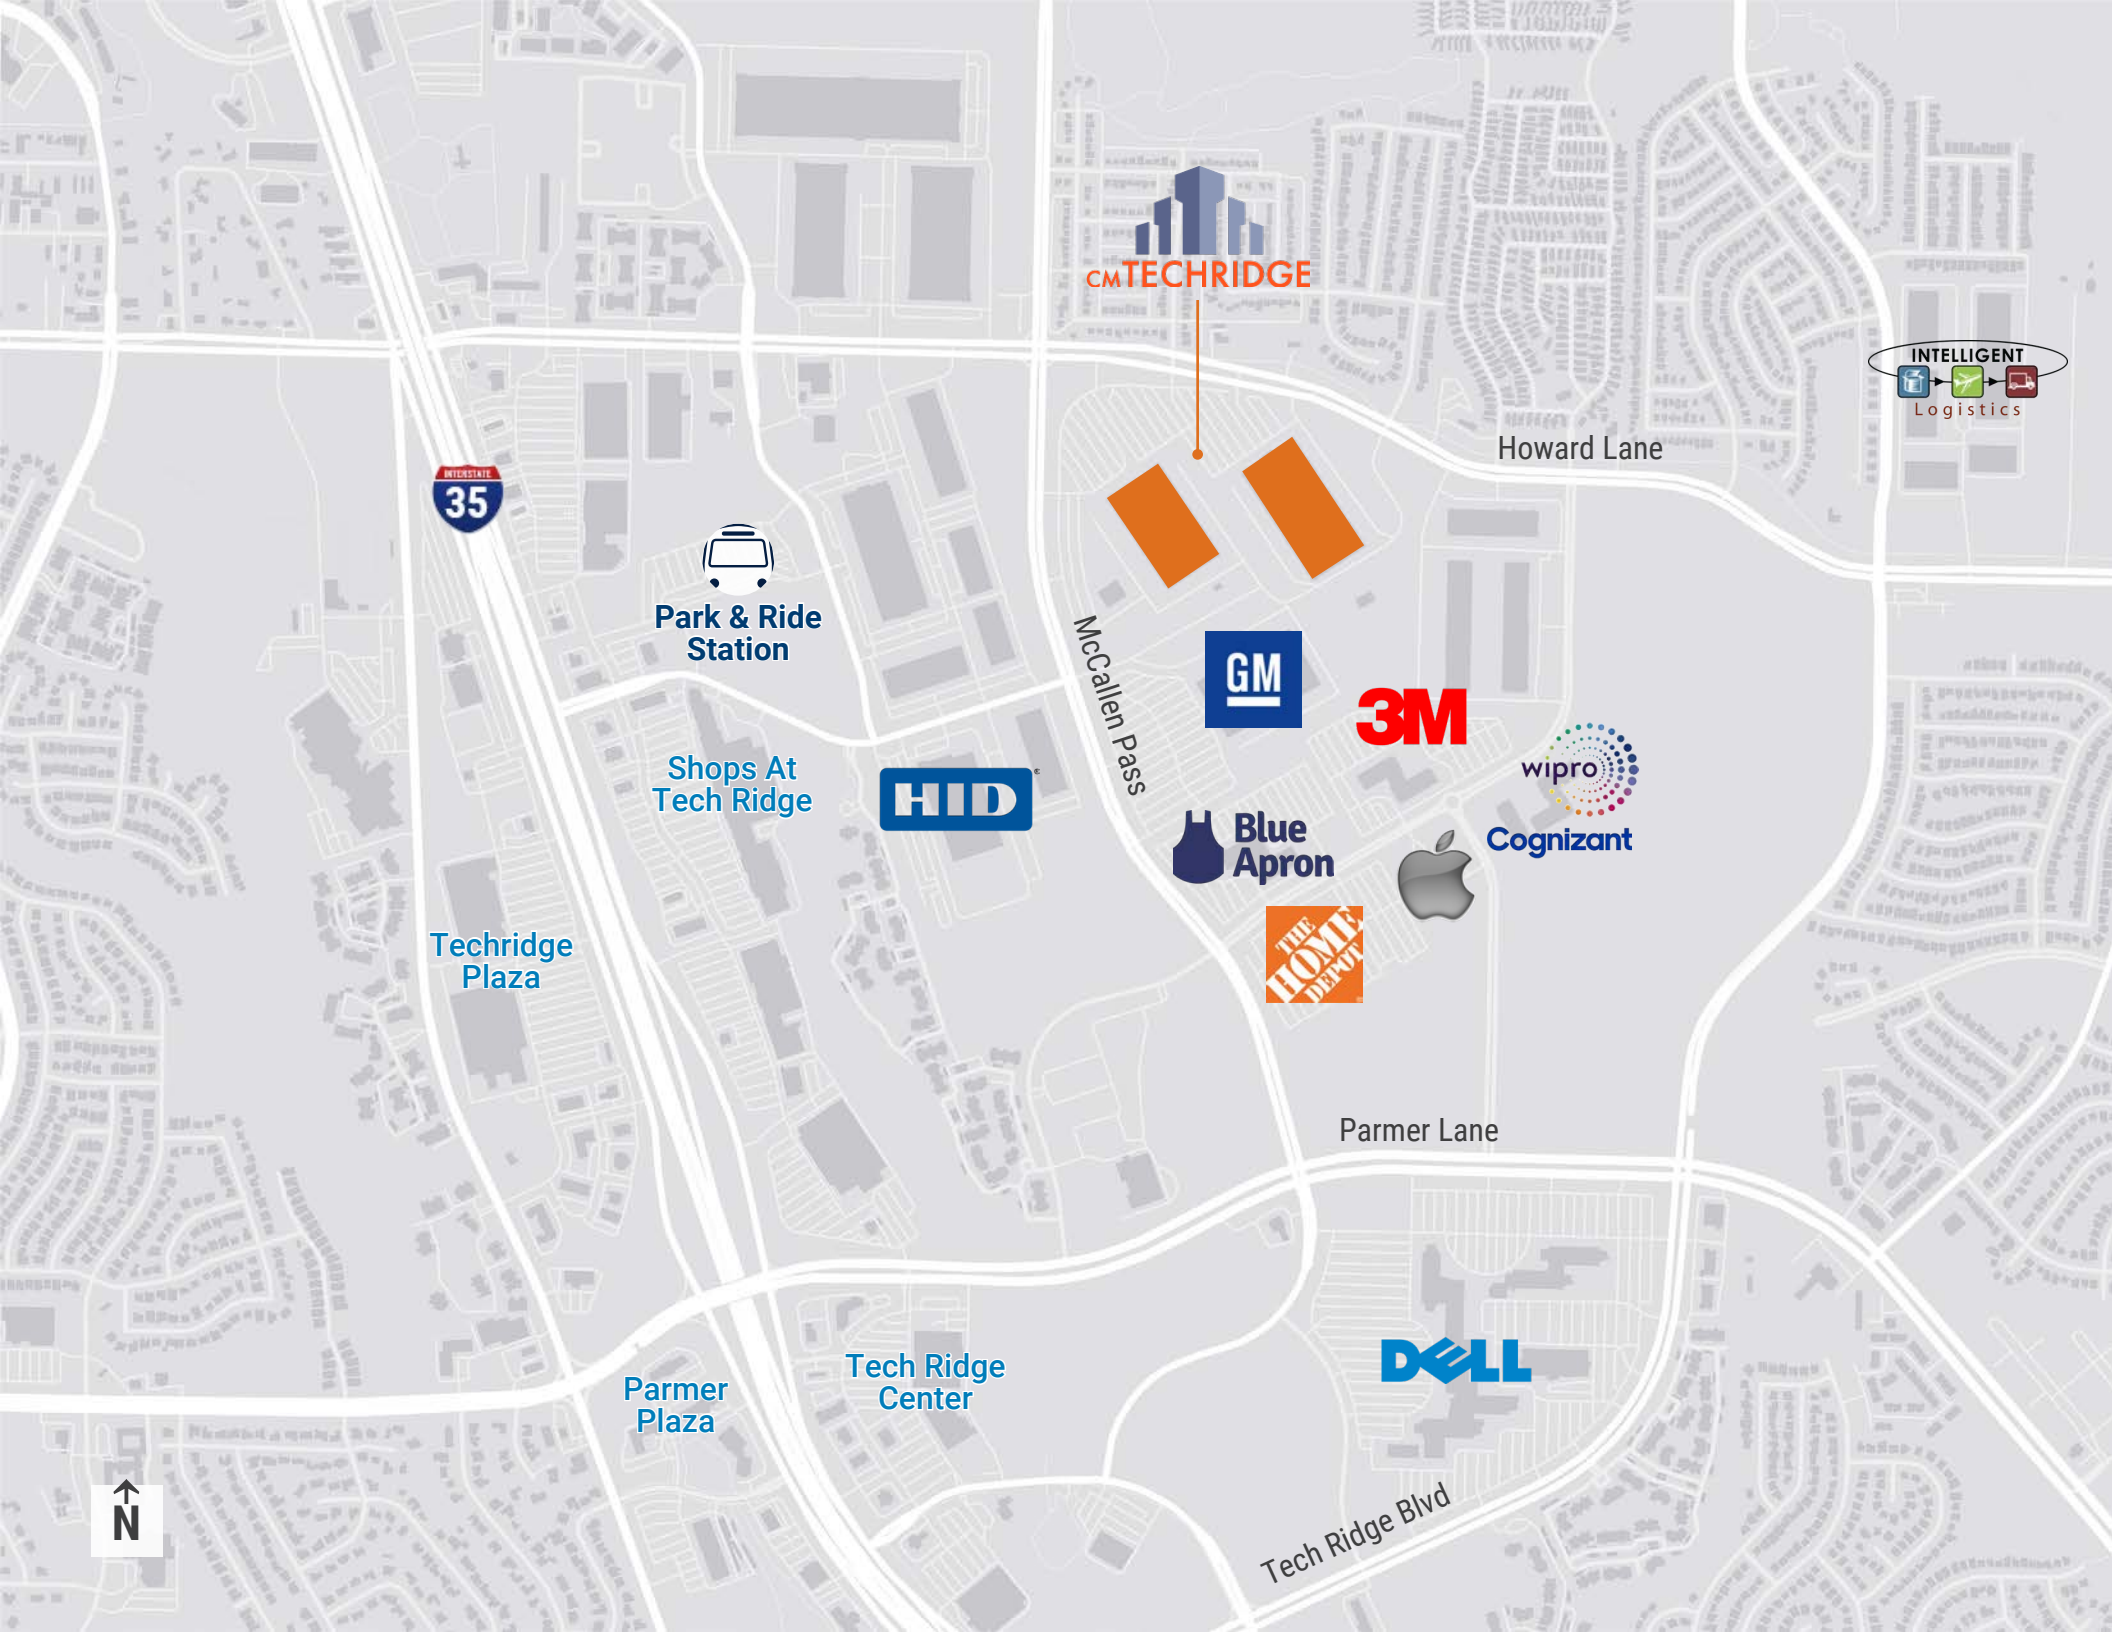 CMTECHRIDGE
INTELLIGENT
Logistics
Howard Lane
INTERSTATE
35
Park & Ride
Station
McCallen Pass
GM
3M
wipro
Shops At
Tech Ridge
HID
®
Blue
Apron
Cognizant
THE
HOME
DEPOT
Techridge
Plaza
Parmer Lane
DELL
Tech Ridge
Center
Parmer
Plaza
Tech Ridge Blvd
N